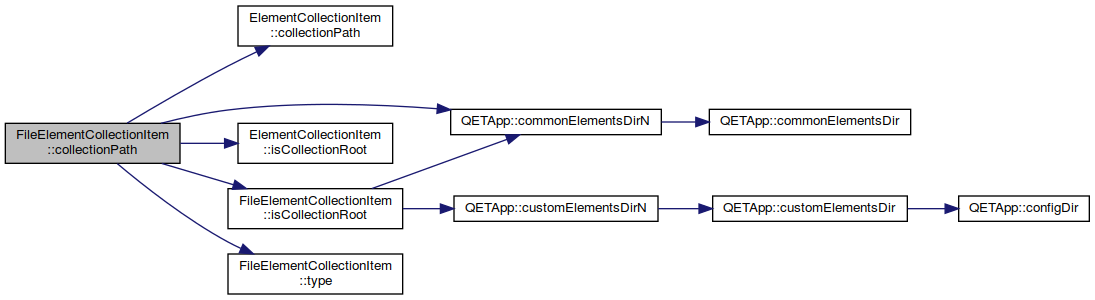 ElementCollectionItem
::collectionPath
FileElementCollectionItem
::collectionPath
QETApp::commonElementsDirN
QETApp::commonElementsDir
ElementCollectionItem
::isCollectionRoot
FileElementCollectionItem
::isCollectionRoot
QETApp::customElementsDirN
QETApp::customElementsDir
QETApp::configDir
FileElementCollectionItem
::type